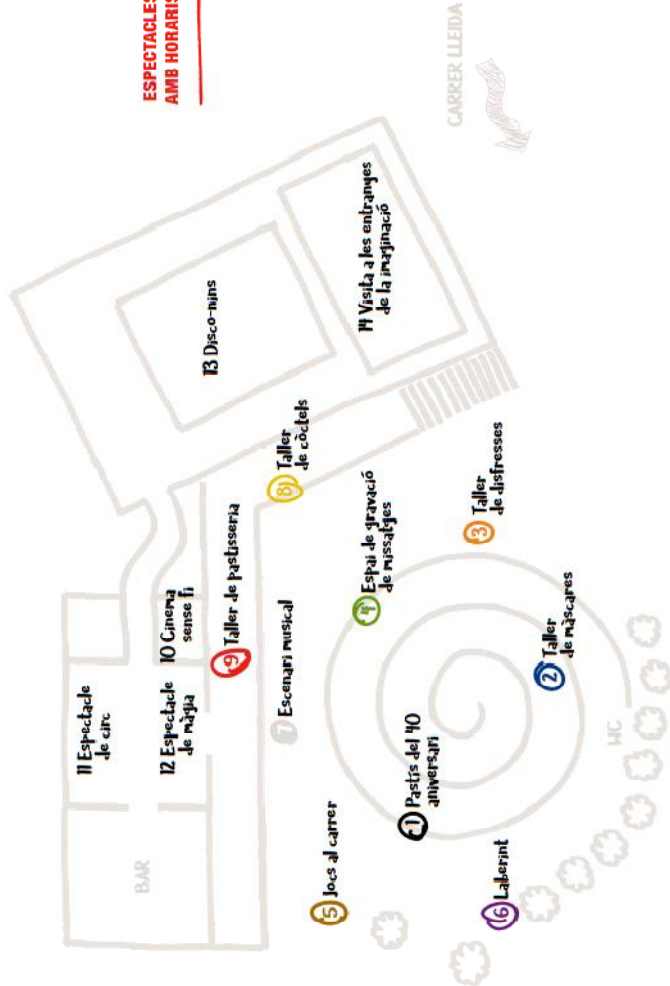 ESPECTACLES
AMB HORARIS
CARRER LLEIDA
11 Espectacle
de circ
12 Espectacle
de màgia
10 Cinema
sense fi
BAR
9 Taller de pastisseria
13 Disco-nins
14 Visita a les entranyes
de la imaginació
8 Taller
de còctels
7 Escenari musical
5 Jocs al carrer
4 Espai de gravació
de missatges
1 Pastís del 40
aniversari
3 Taller
de disfresses
2 Taller
de màscares
6 Laberint
WC